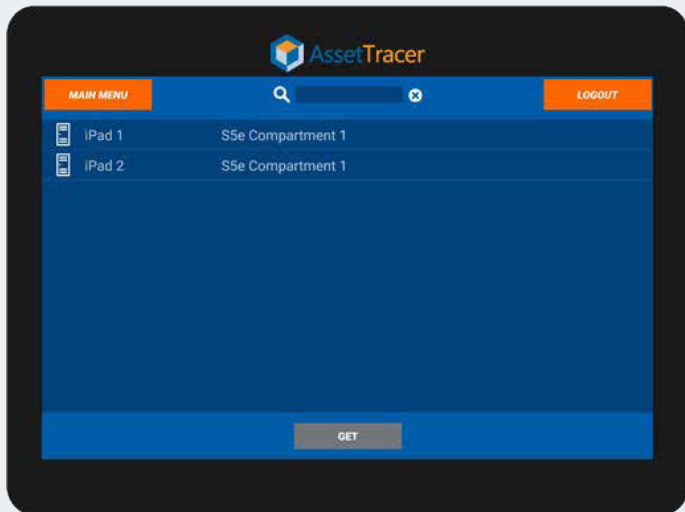 AssetTracer
MAIN MENU
LOGOUT
iPad 1 S5e Compartment 1
iPad 2 S5e Compartment 1
GET